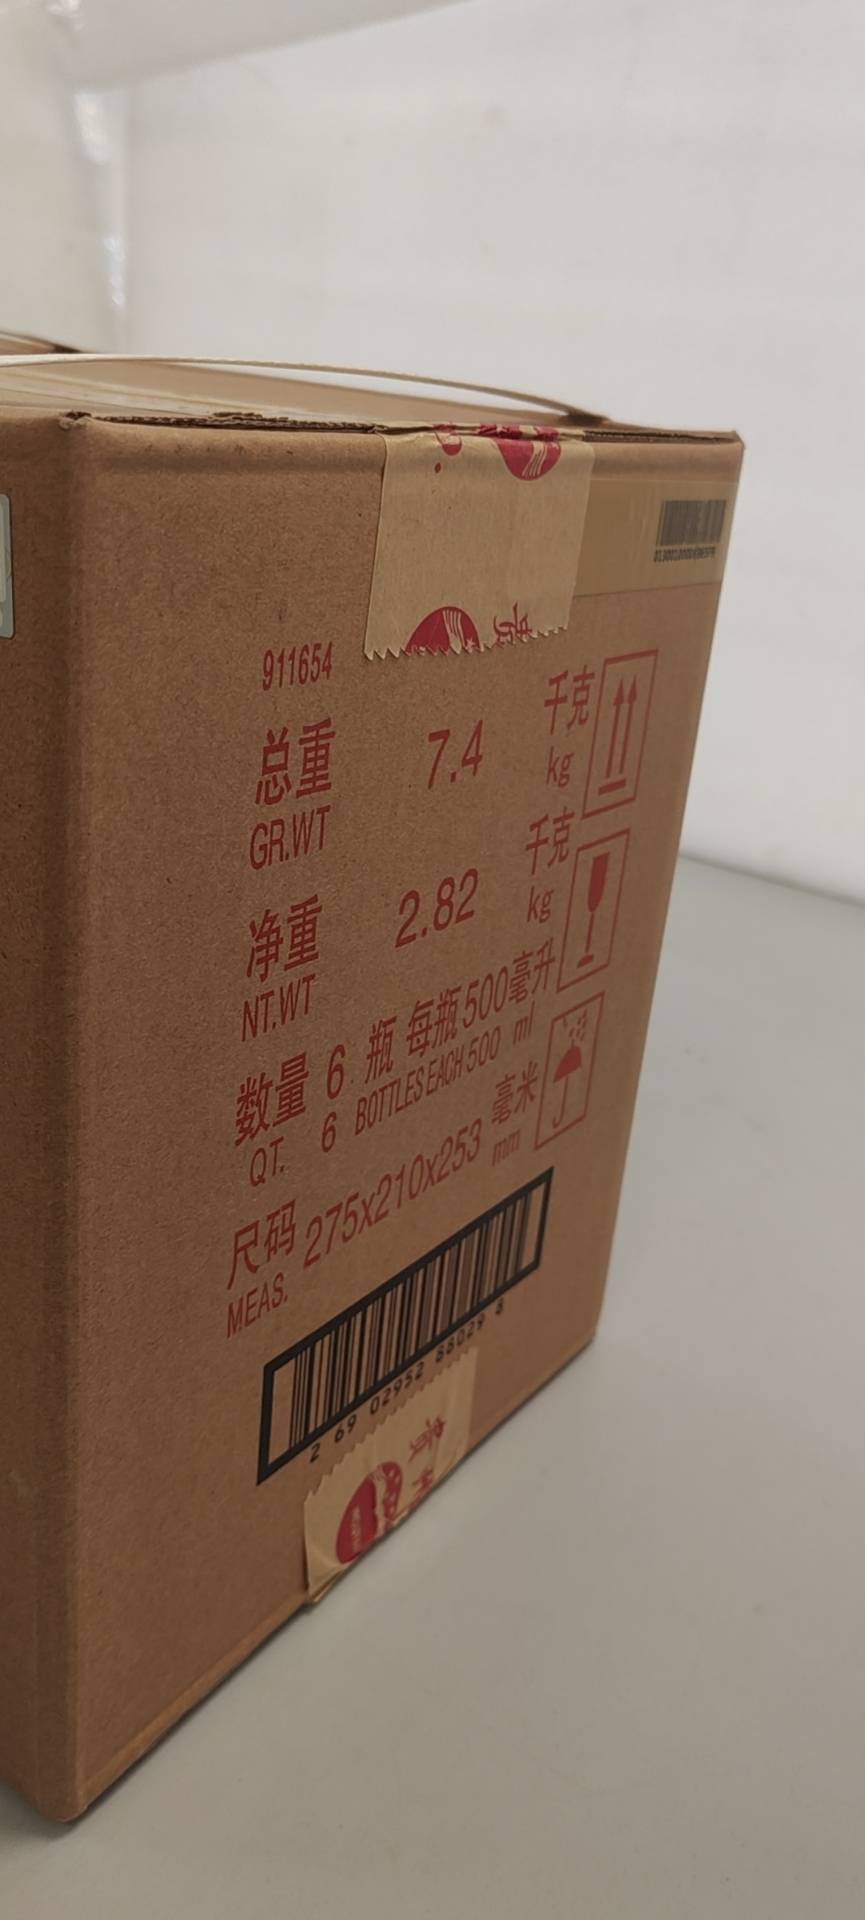 911654
总重 7.4 千克
GR.WT kg
净重 2.82 千克
NT.WT kg
数量 6 瓶 每瓶500毫升
QT. 6 BOTTLES EACH 500 ml
尺码 275x210x253 毫米
MEAS. mm
2 69 02952 88029 8
贵
贵